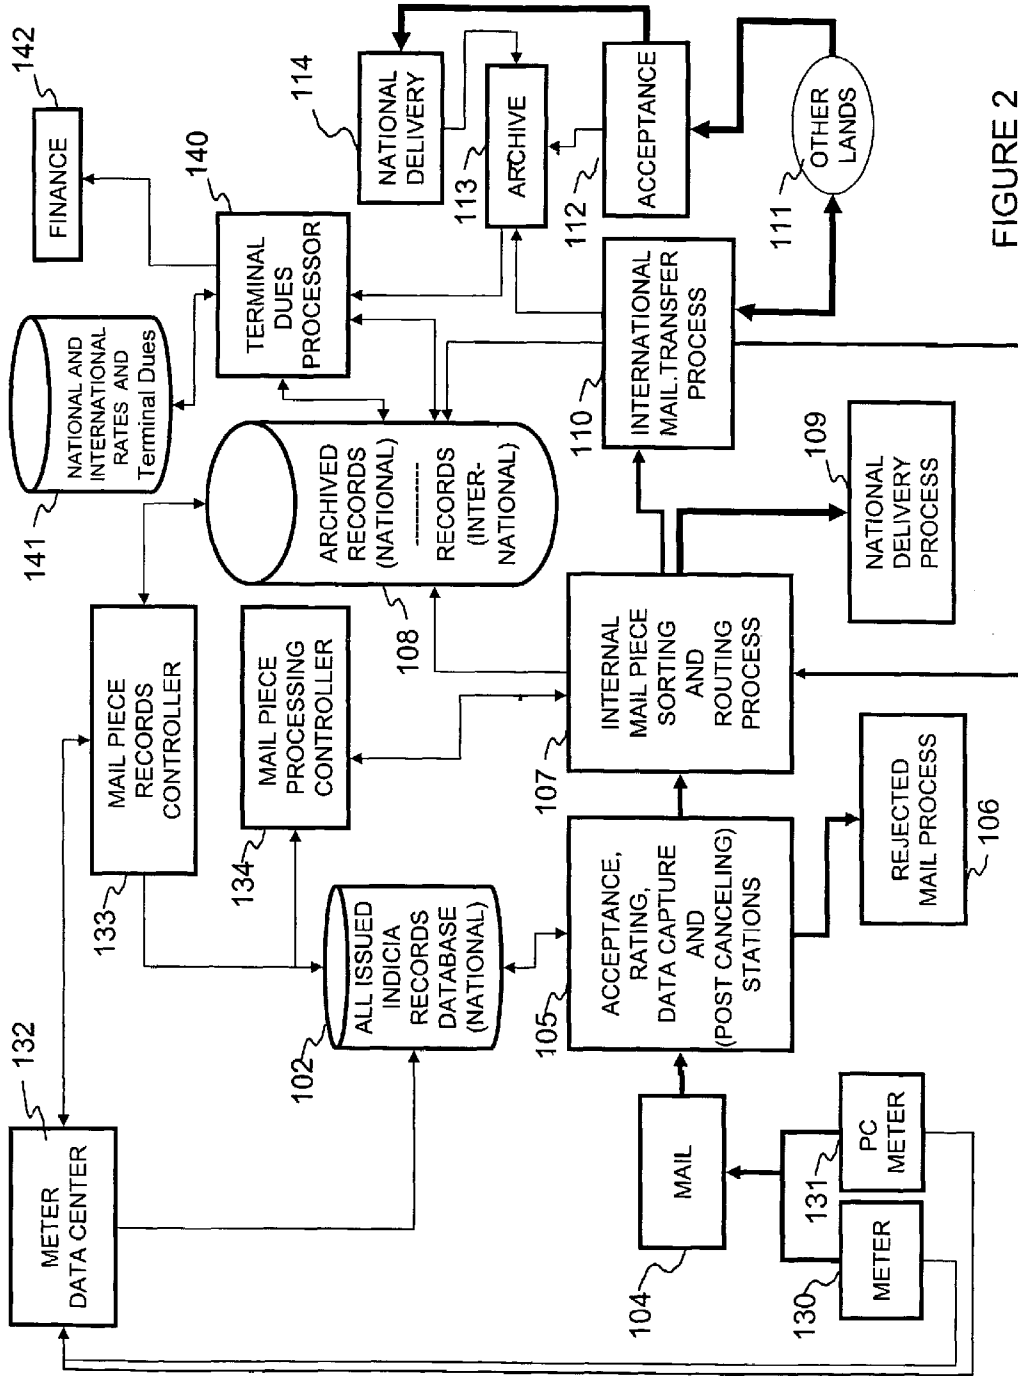 METER
DATA CENTER
132
133
MAIL PIECE
RECORDS
CONTROLLER
141
NATIONAL AND
INTERNATIONAL
RATES AND
Terminal Dues
FINANCE
142
134
MAIL PIECE
PROCESSING
CONTROLLER
TERMINAL
DUES
PROCESSOR
140
102
ALL ISSUED
INDICIA
RECORDS
DATABASE
(NATIONAL)
108
ARCHIVED
RECORDS
(NATIONAL)
----------
RECORDS
(INTER-
NATIONAL)
114
NATIONAL
DELIVERY
113
ARCHIVE
104
MAIL
105
ACCEPTANCE,
RATING,
DATA CAPTURE
AND
(POST CANCELING)
STATIONS
107
INTERNAL
MAIL PIECE
SORTING
AND
ROUTING
PROCESS
110
INTERNATIONAL
MAIL.TRANSFER
PROCESS
112
ACCEPTANCE
130
METER
131
PC
METER
REJECTED
MAIL PROCESS
106
NATIONAL
DELIVERY
PROCESS
109
111
OTHER
LANDS
FIGURE 2